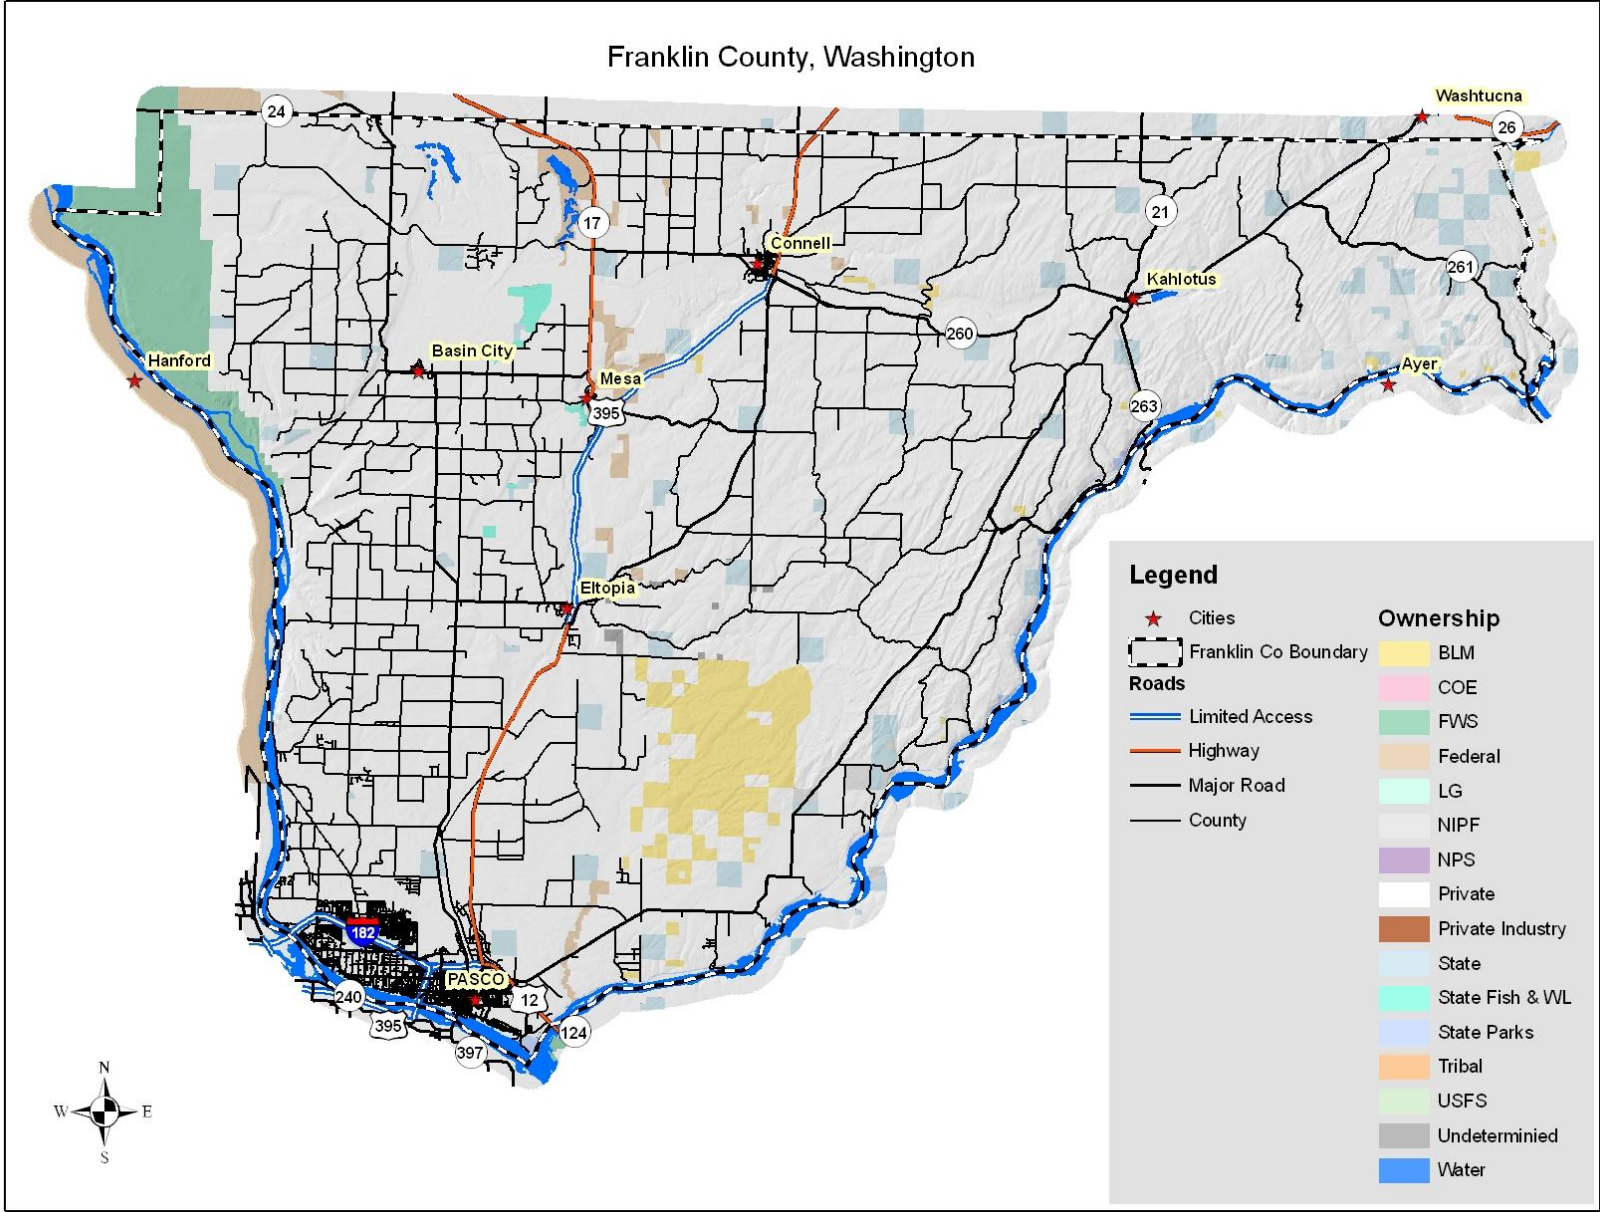 Franklin County, Washington
Washtucna
24
26
17
21
Connell
261
Kahlotus
260
Hanford
Basin City
Mesa
Ayer
395
263
Eltopia
182
PASCO
240
12
395
124
397
N
W
E
S
Legend
Cities
Franklin Co Boundary
Roads
Limited Access
Highway
Major Road
County
Ownership
BLM
COE
FWS
Federal
LG
NIPF
NPS
Private
Private Industry
State
State Fish & WL
State Parks
Tribal
USFS
Undeterminied
Water